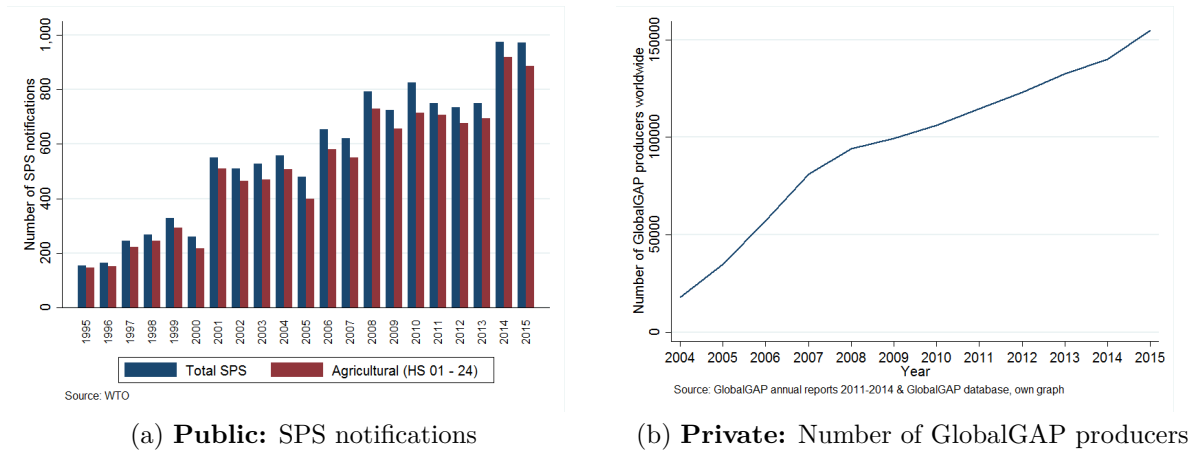 Number of SPS notifications
1,000
800
600
400
200
0
1995 1996 1997 1998 1999 2000 2001 2002 2003 2004 2005 2006 2007 2008 2009 2010 2011 2012 2013 2014 2015
Total SPS Agricultural (HS 01 - 24)
Source: WTO
(a) Public: SPS notifications
Number of GlobalGAP producers worldwide
150000
100000
50000
0
2004 2005 2006 2007 2008 2009 2010 2011 2012 2013 2014 2015
Year
Source: GlobalGAP annual reports 2011-2014 & GlobalGAP database, own graph
(b) Private: Number of GlobalGAP producers